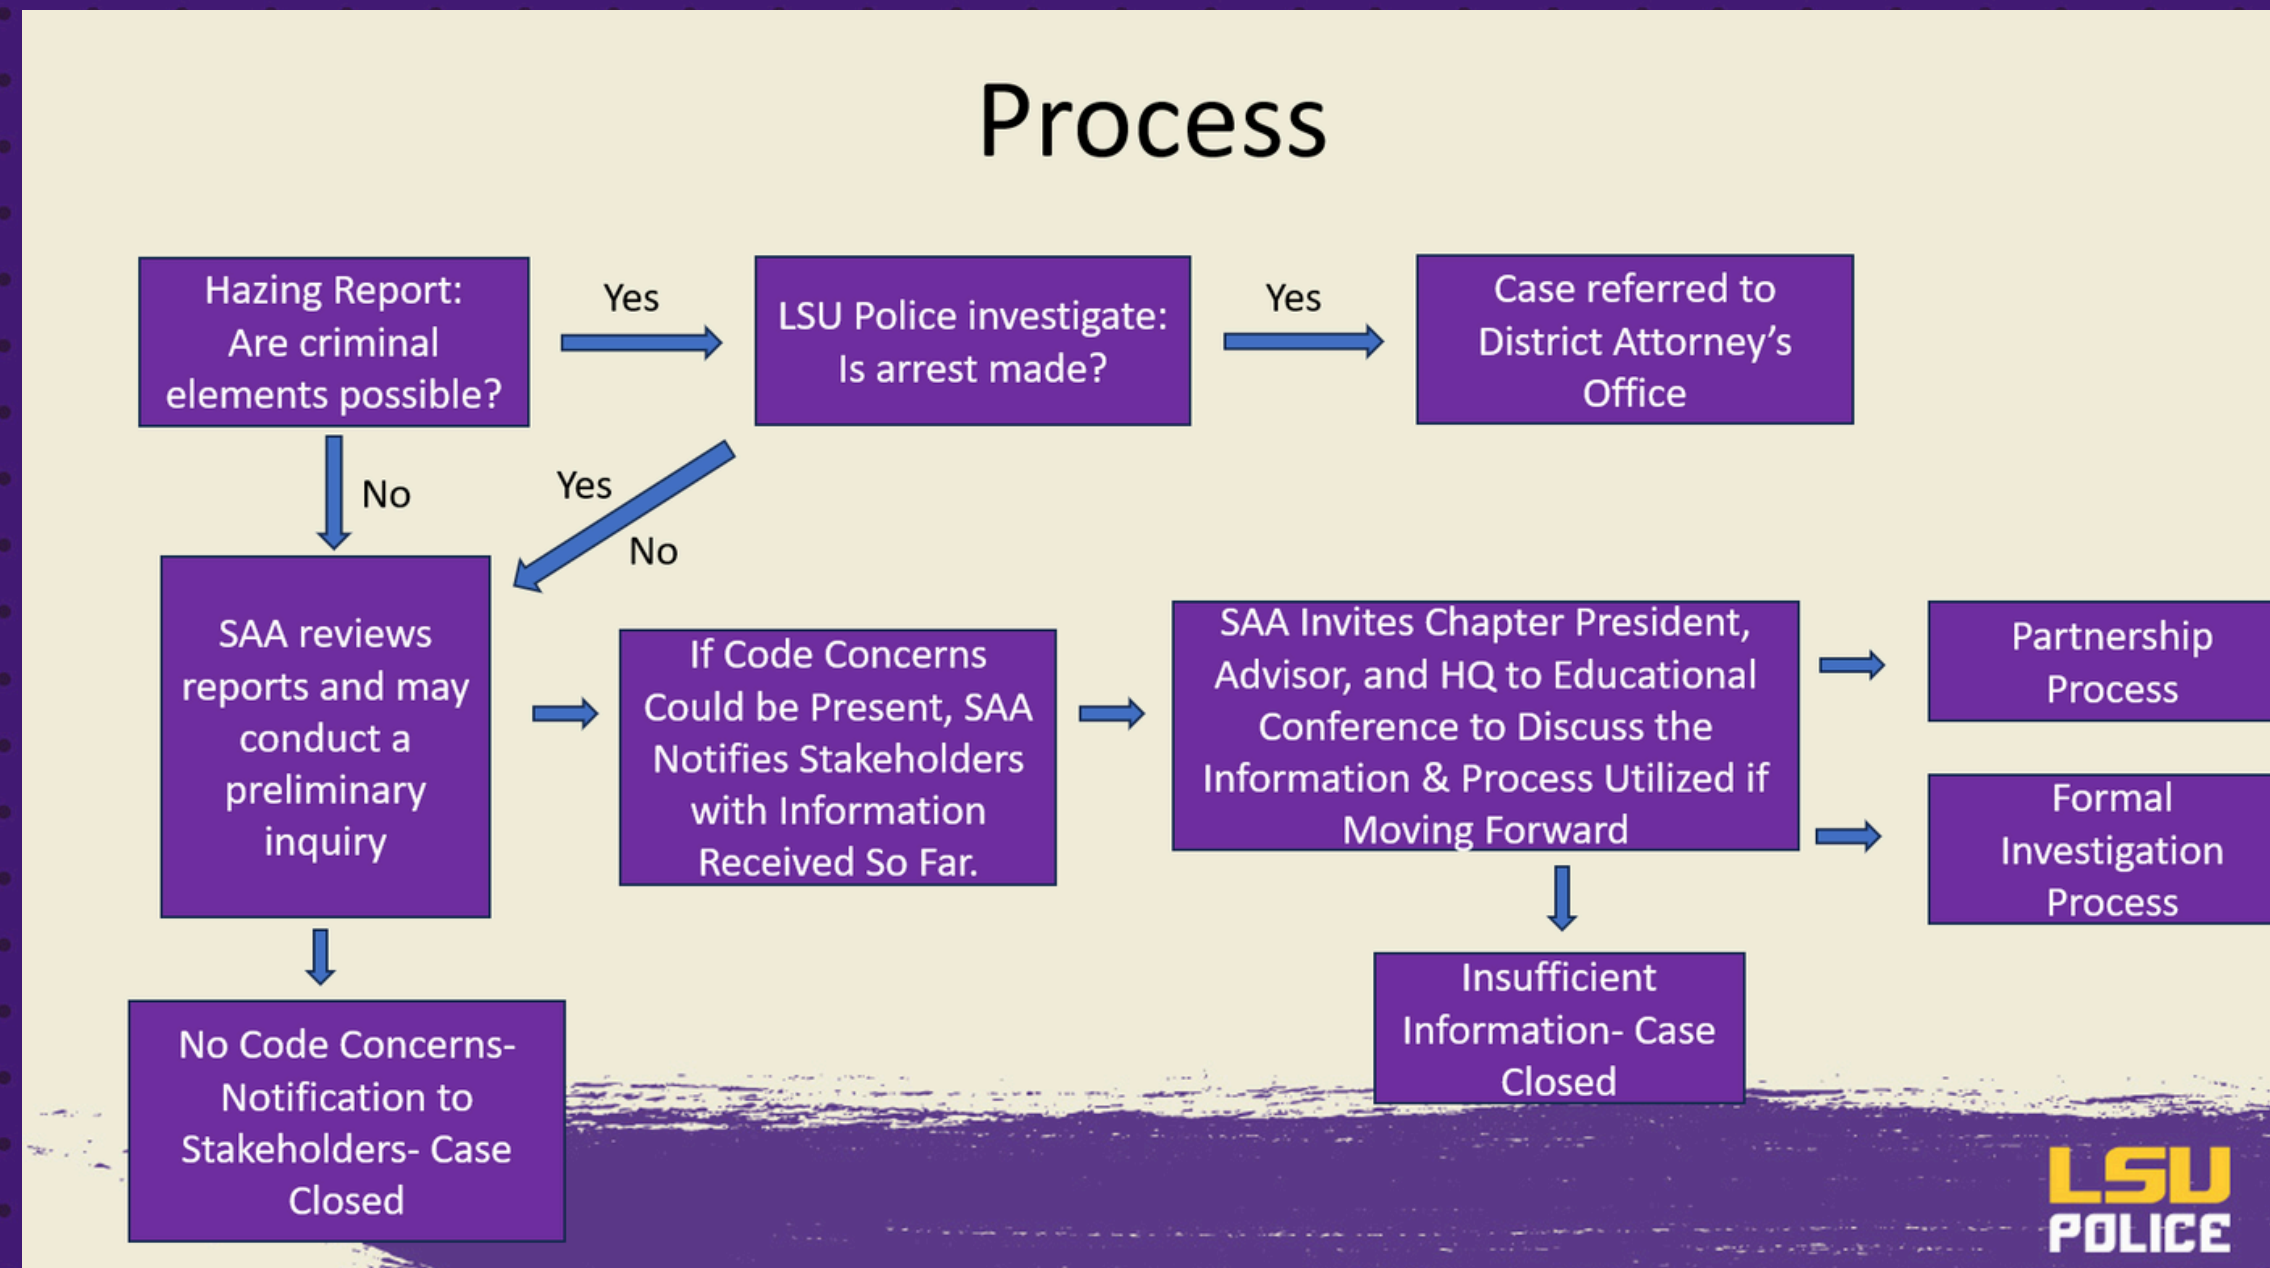 Process
Hazing Report:
Are criminal
elements possible?
Yes
LSU Police investigate:
Is arrest made?
Yes
Case referred to
District Attorney’s
Office
No
Yes
No
SAA reviews
reports and may
conduct a
preliminary
inquiry
If Code Concerns
Could be Present, SAA
Notifies Stakeholders
with Information
Received So Far.
SAA Invites Chapter President,
Advisor, and HQ to Educational
Conference to Discuss the
Information & Process Utilized if
Moving Forward
Partnership
Process
Formal
Investigation
Process
No Code Concerns-
Notification to
Stakeholders- Case
Closed
Insufficient
Information- Case
Closed
LSU
POLICE